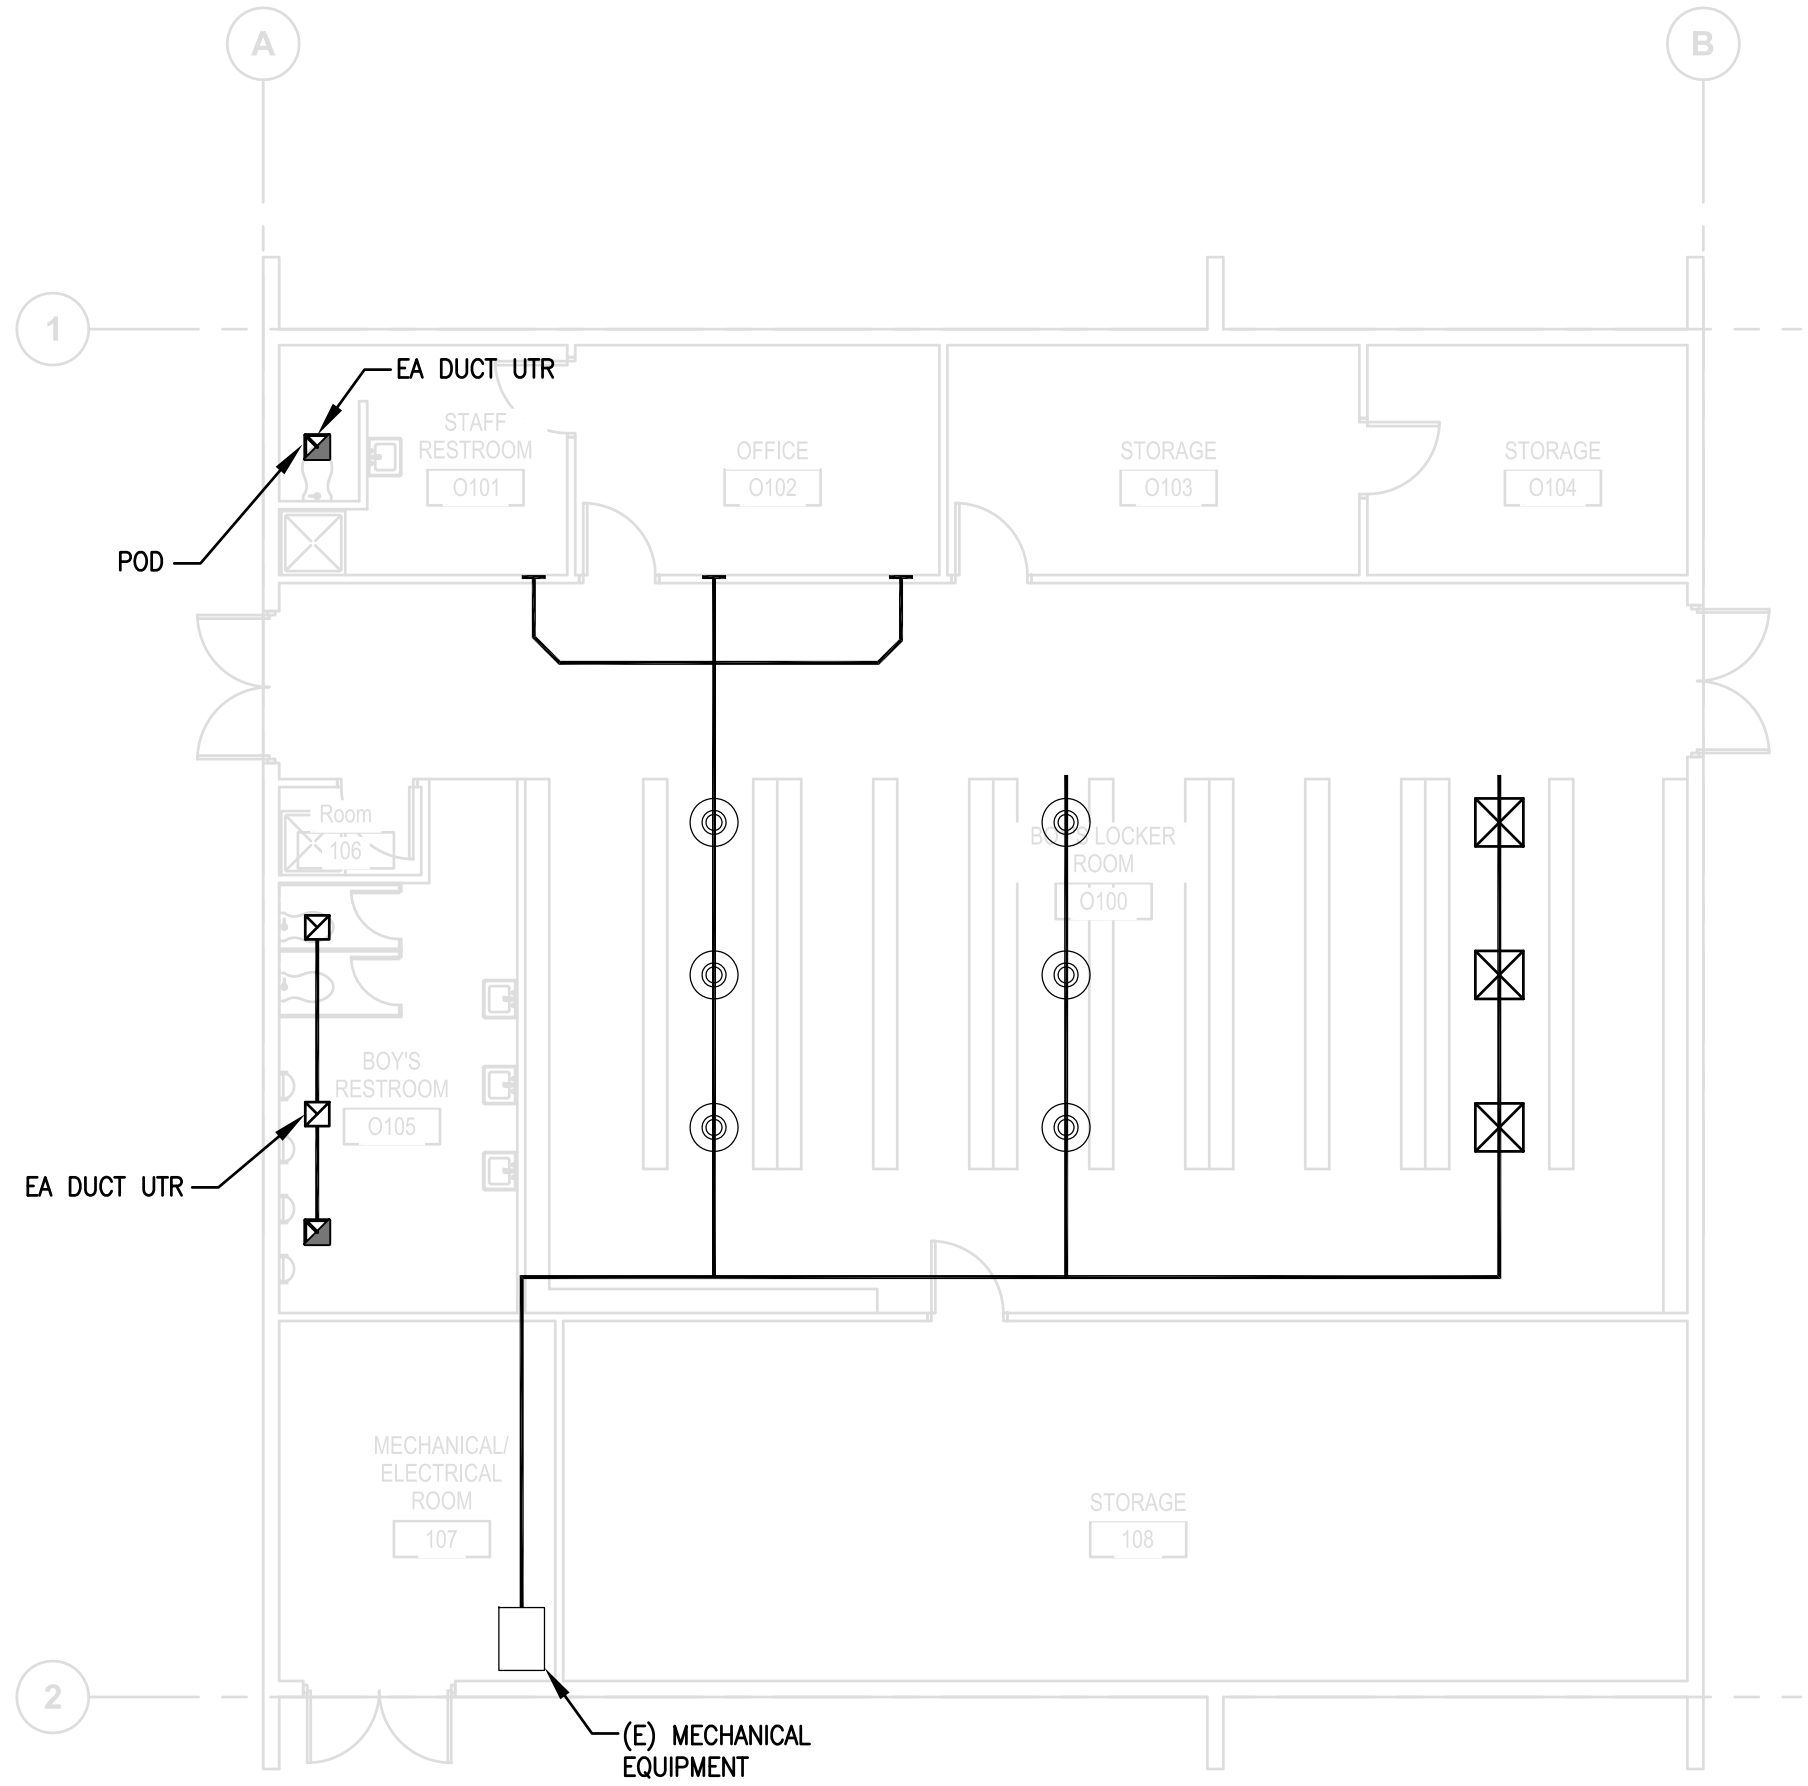 A
B
1
EA DUCT UTR
STAFF
RESTROOM
O101
OFFICE
O102
STORAGE
O103
STORAGE
O104
POD
Room
106
LOCKER
ROOM
O100
BOY'S
RESTROOM
O105
EA DUCT UTR
MECHANICAL/
ELECTRICAL
ROOM
107
STORAGE
108
2
(E) MECHANICAL
EQUIPMENT